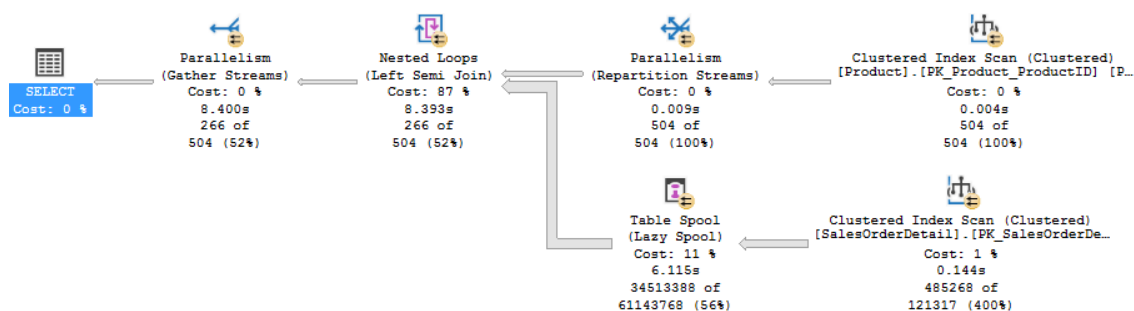 SELECT
Cost: 0 %
Parallelism
(Gather Streams)
Cost: 0 %
8.400s
266 of
504 (52%)
Nested Loops
(Left Semi Join)
Cost: 87 %
8.393s
266 of
504 (52%)
Parallelism
(Repartition Streams)
Cost: 0 %
0.009s
504 of
504 (100%)
Clustered Index Scan (Clustered)
[Product].[PK_Product_ProductID] [P…
Cost: 0 %
0.004s
504 of
504 (100%)
Table Spool
(Lazy Spool)
Cost: 11 %
6.115s
34513388 of
61143768 (56%)
Clustered Index Scan (Clustered)
[SalesOrderDetail].[PK_SalesOrderDe…
Cost: 1 %
0.144s
485268 of
121317 (400%)